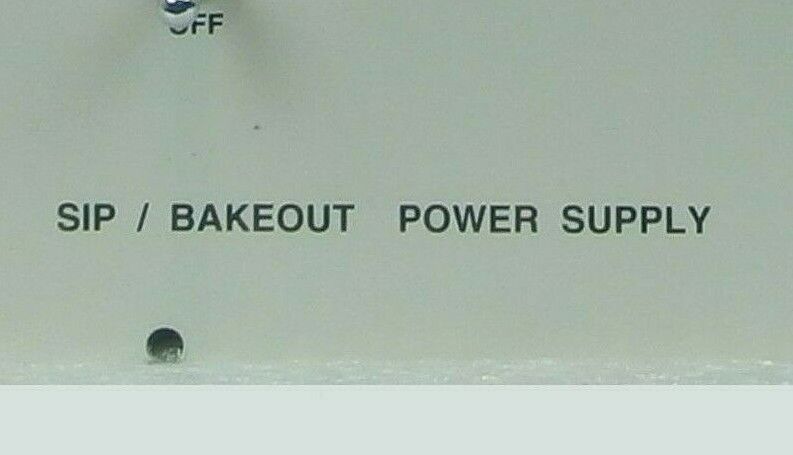 OFF
SIP / BAKEOUT POWER SUPPLY